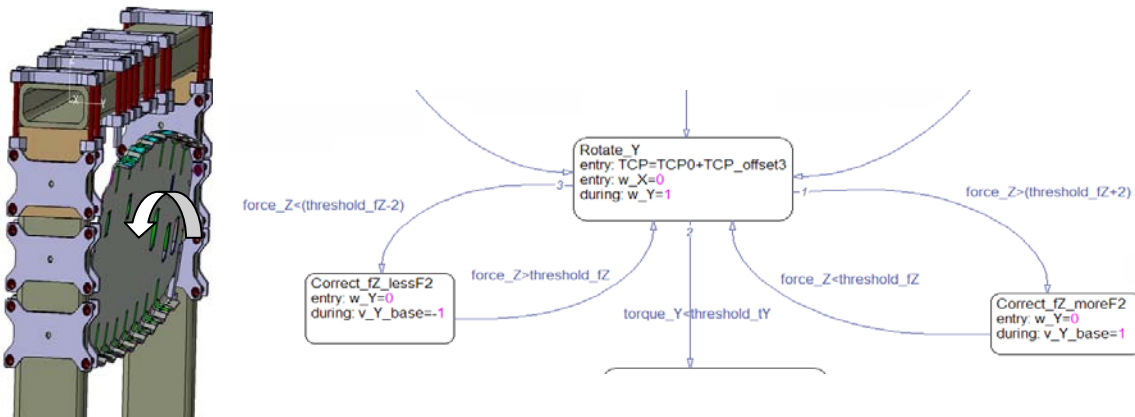 X
Rotate_Y
entry: TCP=TCP0+TCP_offset3
entry: w_X=0
during: w_Y=1
3
1
2
force_Z<(threshold_fZ-2)
force_Z>(threshold_fZ+2)
force_Z>threshold_fZ
force_Z<threshold_fZ
Correct_fZ_lessF2
entry: w_Y=0
during: v_Y_base=-1
torque_Y<threshold_tY
Correct_fZ_moreF2
entry: w_Y=0
during: v_Y_base=1